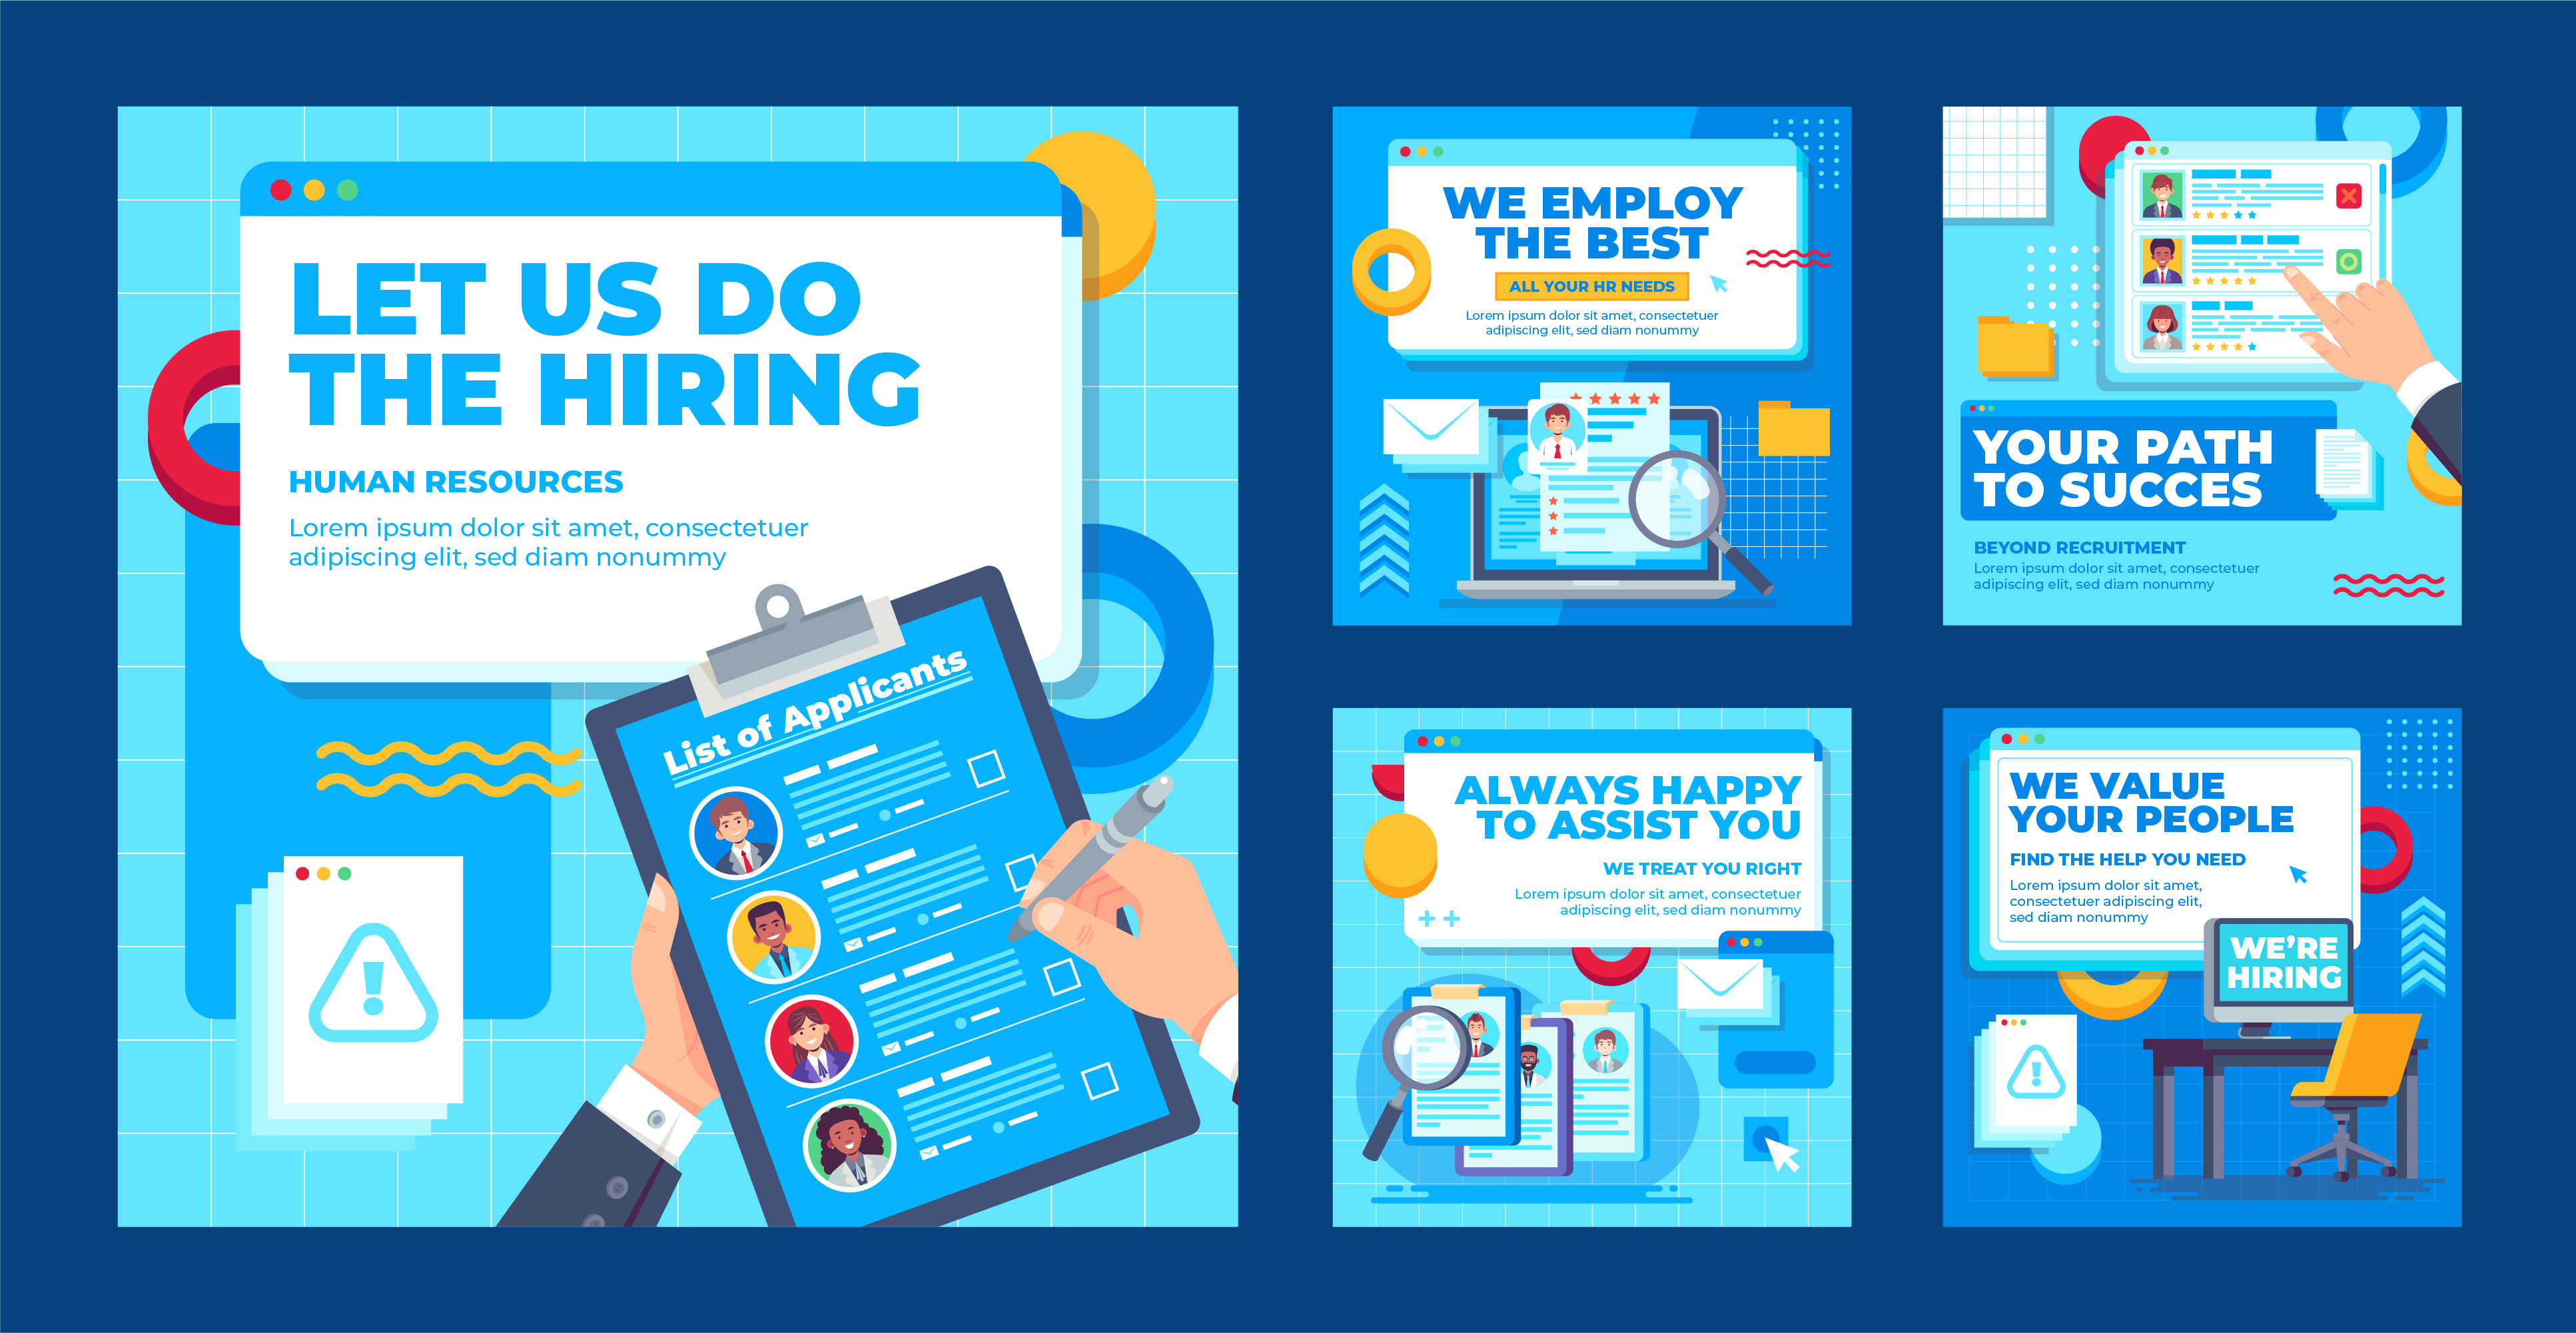 LET US DO
THE HIRING
HUMAN RESOURCES
Lorem ipsum dolor sit amet, consectetuer
adipiscing elit, sed diam nonummy
List of Applicants
WE EMPLOY
THE BEST
ALL YOUR HR NEEDS
Lorem ipsum dolor sit amet, consectetuer
adipiscing elit, sed diam nonummy
YOUR PATH
TO SUCCES
BEYOND RECRUITMENT
Lorem ipsum dolor sit amet, consectetuer
adipiscing elit, sed diam nonummy
ALWAYS HAPPY
TO ASSIST YOU
WE TREAT YOU RIGHT
Lorem ipsum dolor sit amet, consectetuer
adipiscing elit, sed diam nonummy
WE VALUE
YOUR PEOPLE
FIND THE HELP YOU NEED
Lorem ipsum dolor sit amet,
consectetuer adipiscing elit,
sed diam nonummy
WE'RE
HIRING